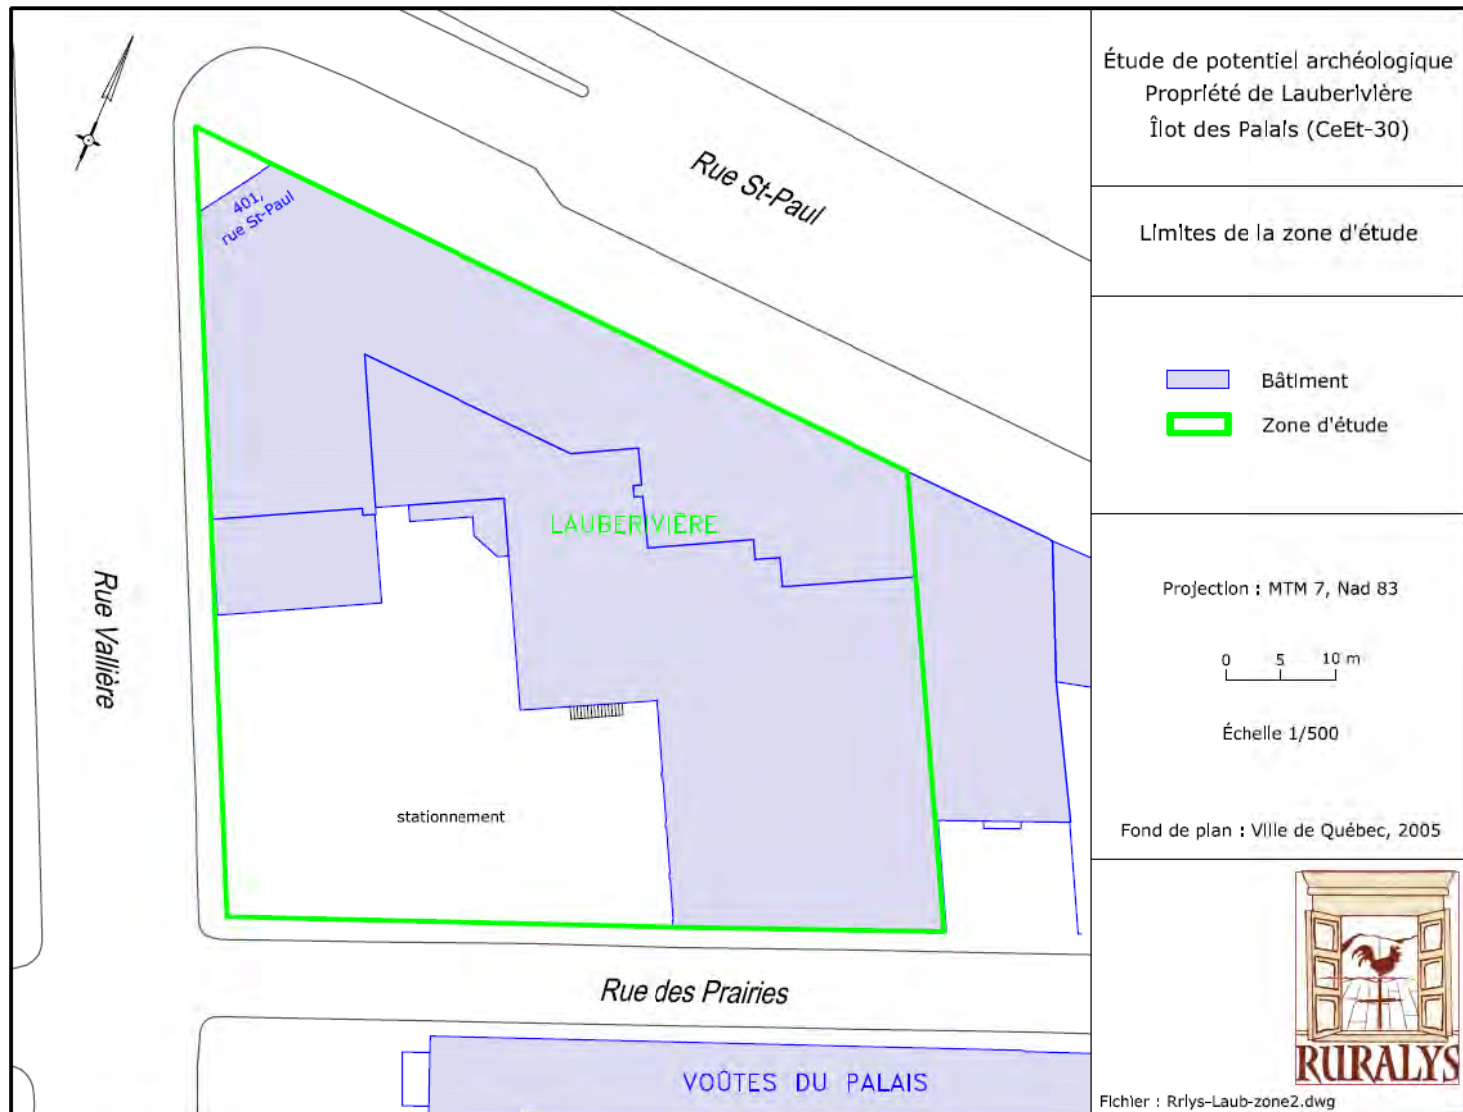 Étude de potentiel archéologique
Propriété de Lauberivière
Îlot des Palais (CeEt-30)
Limites de la zone d'étude
Bâtiment
Zone d'étude
Projection : MTM 7, Nad 83
0 5 10 m
Échelle 1/500
Fond de plan : Ville de Québec, 2005
RURALYS
Fichier : Rrlys-Laub-zone2.dwg
Rue St-Paul
401,
rue St-Paul
LAUBERIVIÈRE
Rue Vallière
stationnement
Rue des Prairies
VOÛTES DU PALAIS